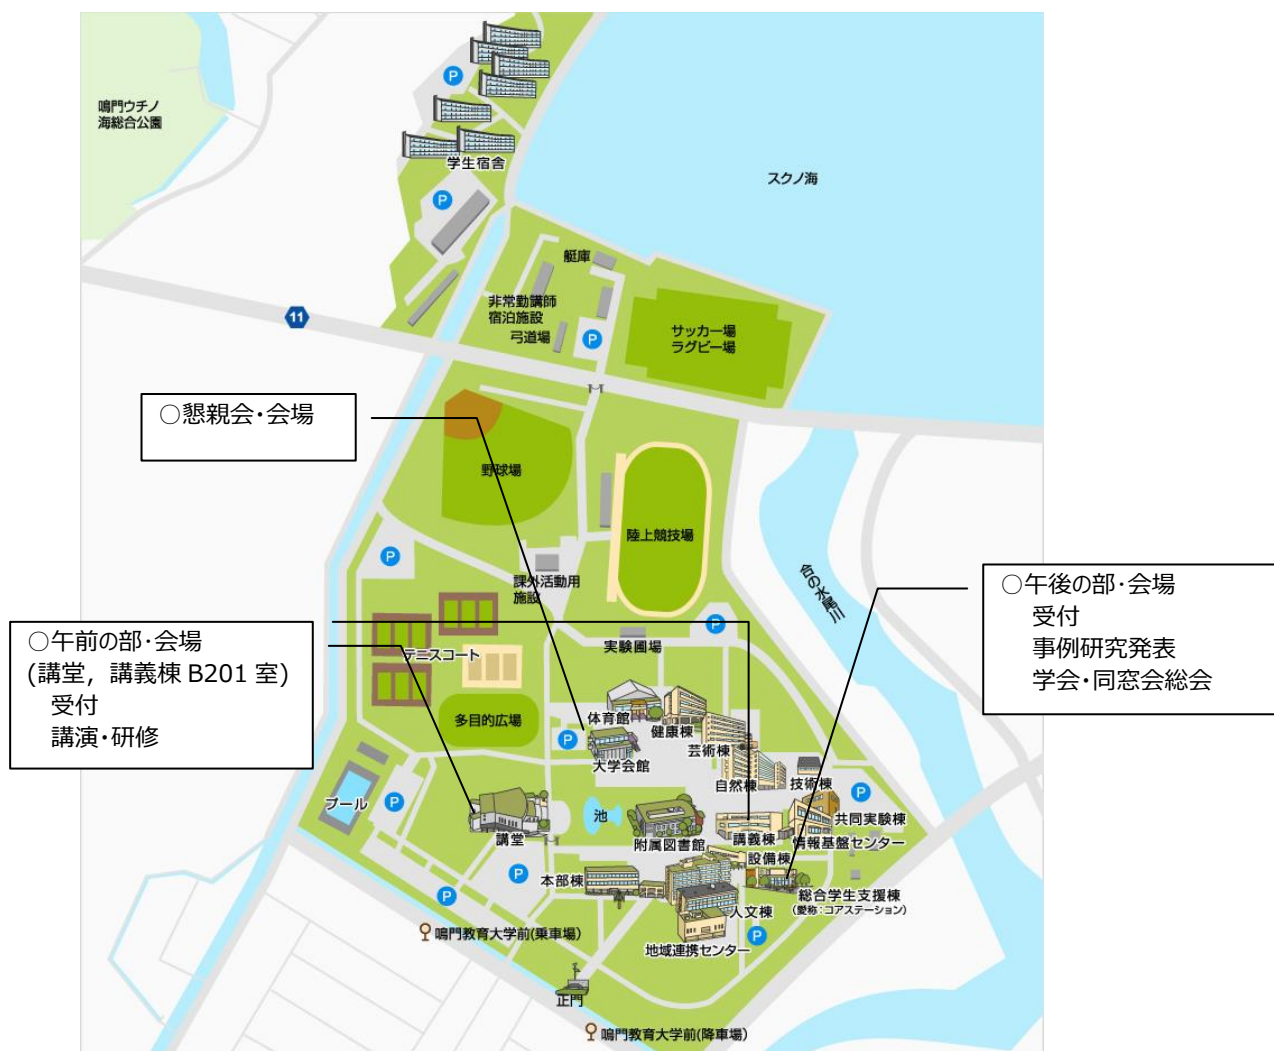 鳴門ウチノ
海総合公園
学生宿舎
スクノ海
P
P
艇庫
非常勤講師
宿泊施設
弓道場
11
P
サッカー場
ラグビー場
○懇親会・会場
野球場
陸上競技場
P
課外活動用
施設
合の水尾川
○午後の部・会場
受付
事例研究発表
学会・同窓会総会
○午前の部・会場
(講堂，講義棟 B201 室)
受付
講演・研修
テニスコート
P
実験圃場
多目的広場
体育館
健康棟
P
大学会館
芸術棟
自然棟
技術棟
プール
P
講堂
池
附属図書館
講義棟
P
共同実験棟
情報基盤センター
設備棟
P
本部棟
総合学生支援棟
(愛称：コアステーション)
P
人文棟
P
地域連携センター
鳴門教育大学前(乗車場)
正門
鳴門教育大学前(降車場)